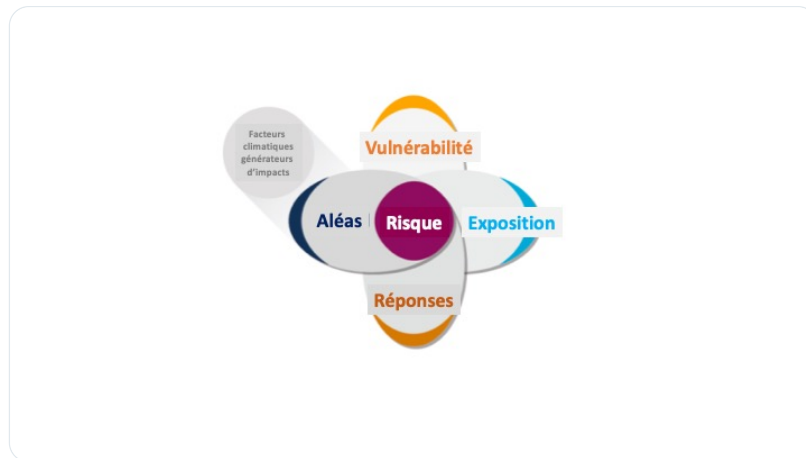 Facteurs
climatiques
générateurs
d'impacts
Vulnérabilité
Aléas
Risque
Exposition
Réponses